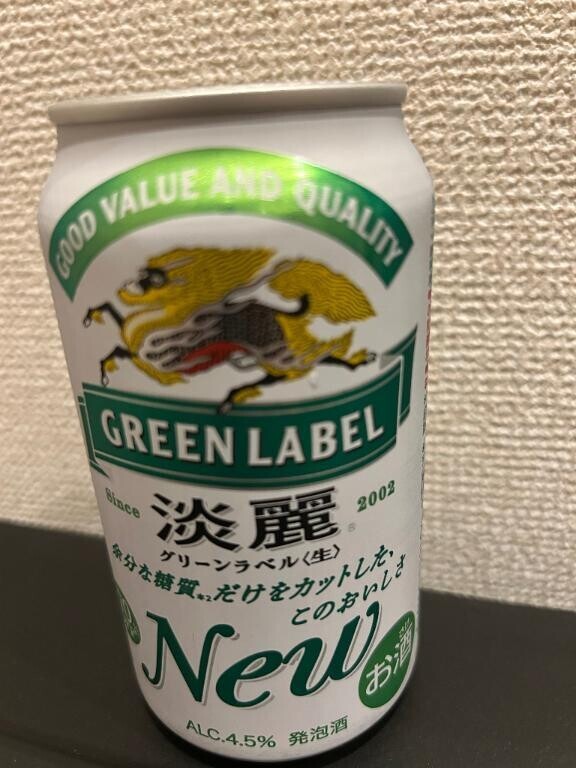 GOOD VALUE AND QUALITY
GREEN LABEL
Since 2002
淡麗®
グリーンラベル〈生〉
余分な糖質※2だけをカットした、
このおいしさ
New
お酒
ALC.4.5% 発泡酒